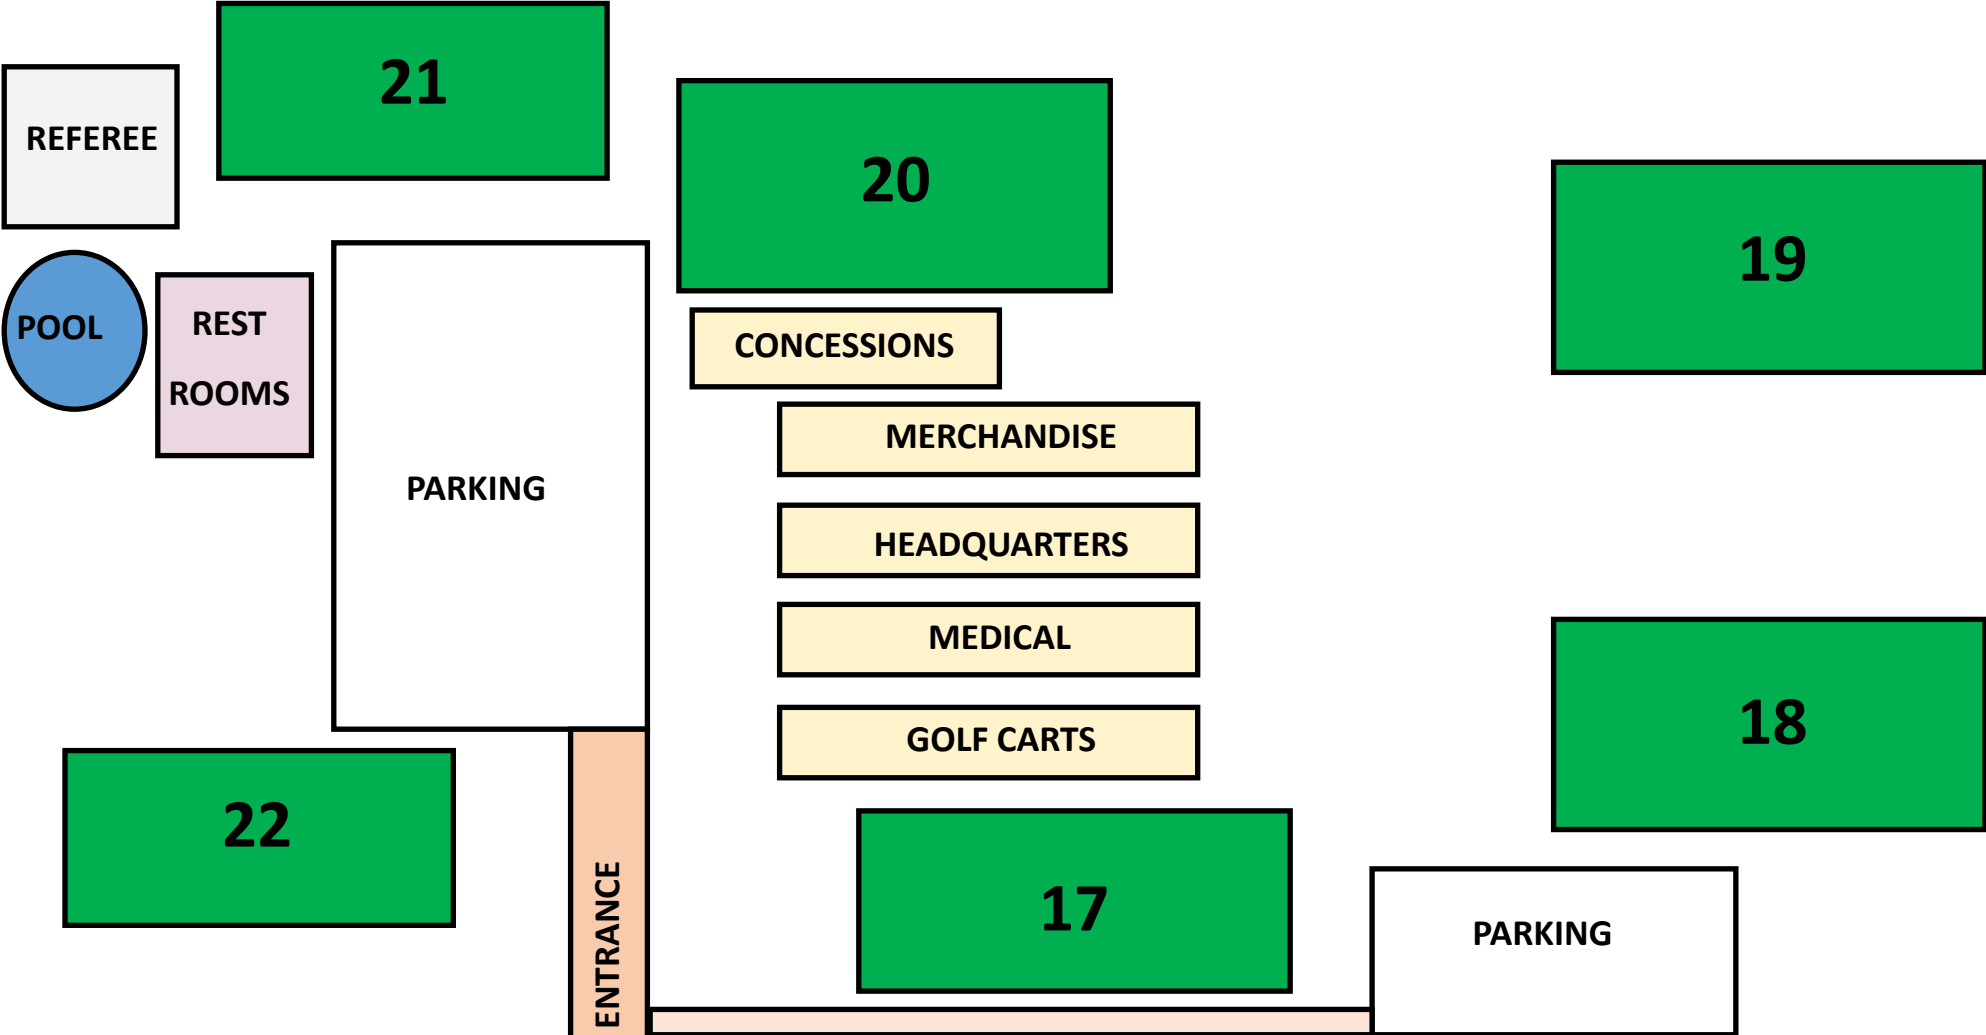 21
REFEREE
20
19
POOL
REST
ROOMS
CONCESSIONS
MERCHANDISE
PARKING
HEADQUARTERS
MEDICAL
GOLF CARTS
18
22
ENTRANCE
17
PARKING